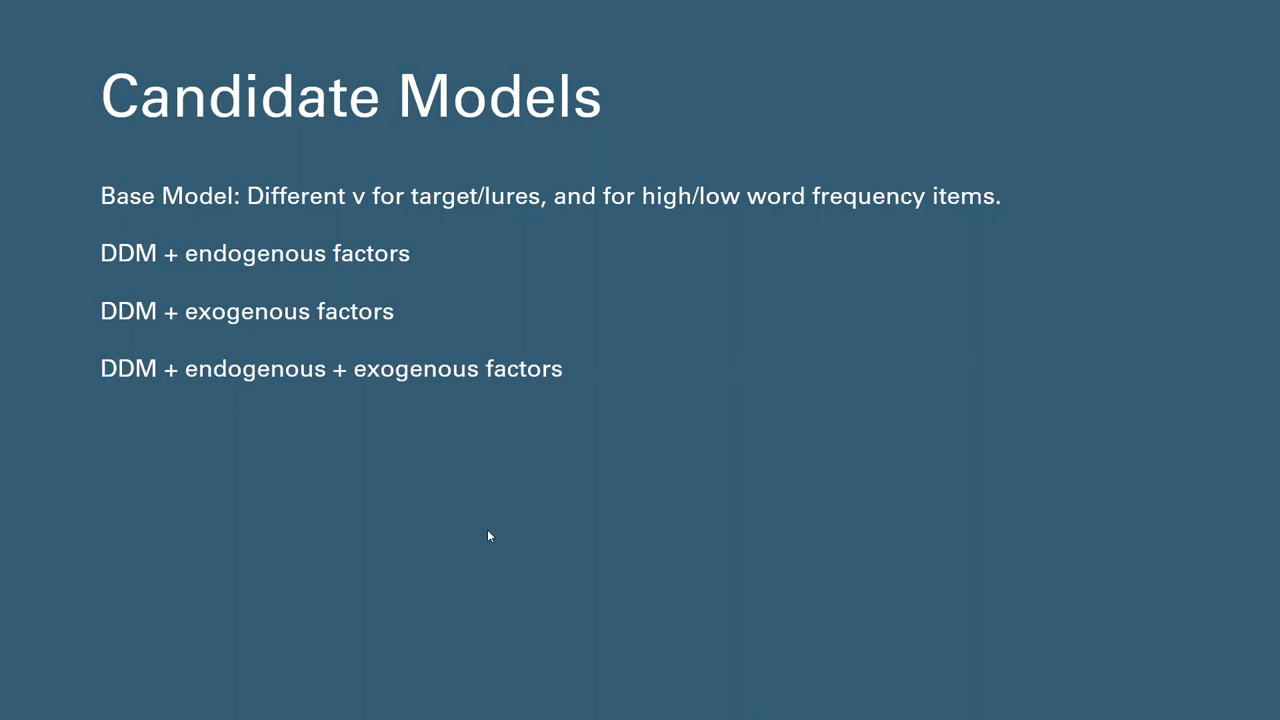 Candidate Models
Base Model: Different v for target/lures, and for high/low word frequency items.
DDM + endogenous factors
DDM + exogenous factors
DDM + endogenous + exogenous factors